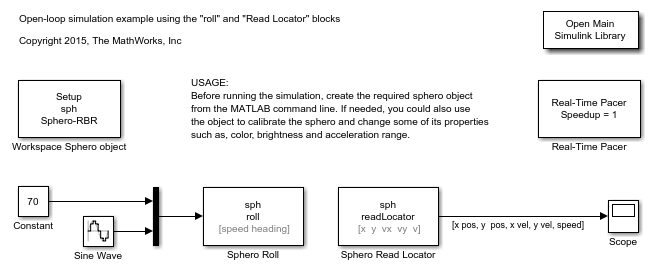 Open-loop simulation example using the "roll" and "Read Locator" blocks
Copyright 2015, The MathWorks, Inc
Open Main
Simulink Library
Setup
sph
Sphero-RBR
Workspace Sphero object
USAGE:
Before running the simulation, create the required sphero object
from the MATLAB command line. If needed, you could also use
the object to calibrate the sphero and change some of its properties
such as, color, brightness and acceleration range.
Real-Time Pacer
Speedup = 1
Real-Time Pacer
70
Constant
Sine Wave
sph
roll
[speed heading]
Sphero Roll
sph
readLocator
[x y vx vy v]
Sphero Read Locator
[x pos, y pos, x vel, y vel, speed]
Scope